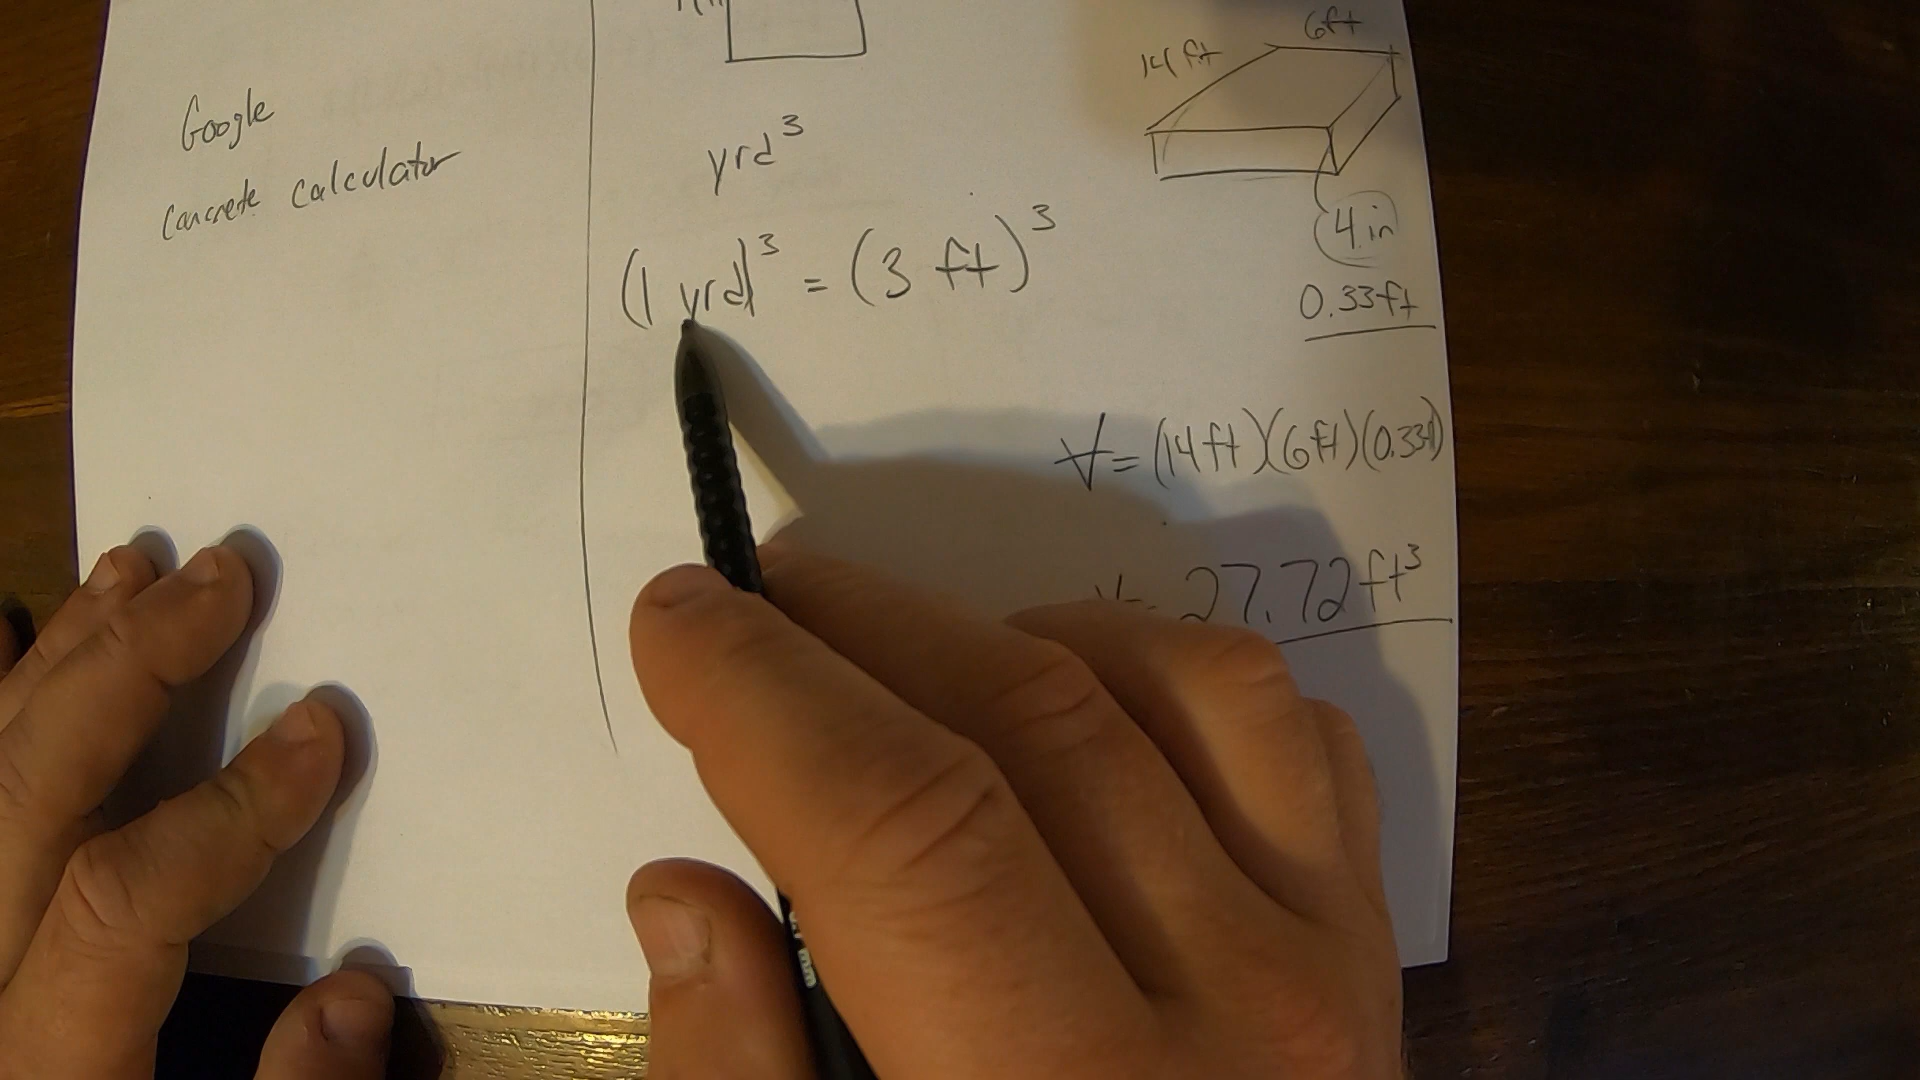 Google
Concrete Calculator
yrd³
(1 yrd)³ = (3 ft)³
6ft
14 ft
4 in
0.33ft
V = (14ft)(6ft)(0.33ft)
V= 27.72ft³
mm